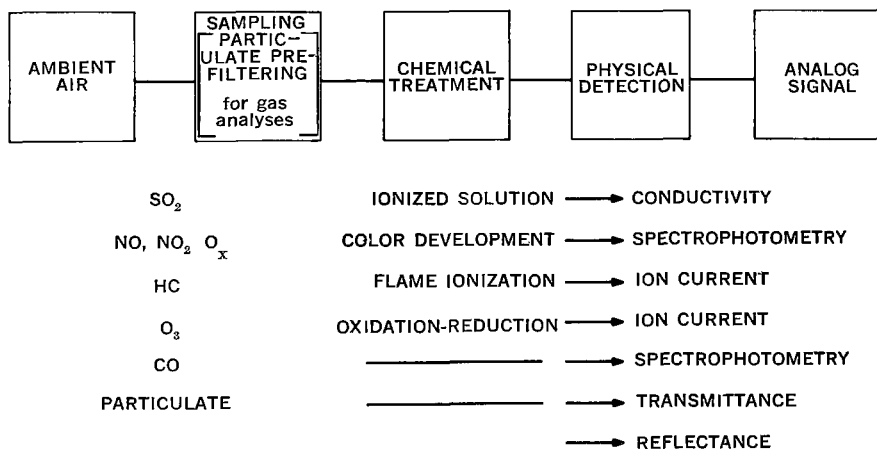 AMBIENT
AIR
SAMPLING
PARTIC-
ULATE PRE-
FILTERING
for gas
analyses
CHEMICAL
TREATMENT
PHYSICAL
DETECTION
ANALOG
SIGNAL
SO₂ IONIZED SOLUTION CONDUCTIVITY
NO, NO₂ Oₓ COLOR DEVELOPMENT SPECTROPHOTOMETRY
HC FLAME IONIZATION ION CURRENT
O₃ OXIDATION-REDUCTION ION CURRENT
CO SPECTROPHOTOMETRY
PARTICULATE TRANSMITTANCE
REFLECTANCE